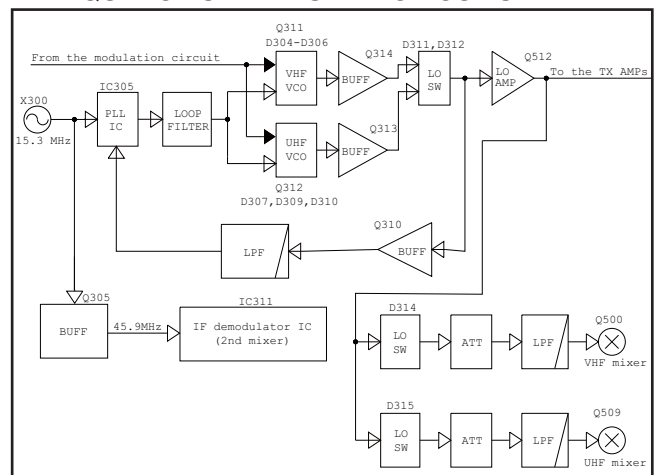 Q311
D304-D306
From the modulation circuit
VHF
VCO
Q314
BUFF
D311,D312
LO
SW
Q512
LO
AMP
To the TX AMPs
X300
15.3 MHz
IC305
PLL
IC
LOOP
FILTER
UHF
VCO
Q313
BUFF
Q312
D307,D309,D310
LPF
Q310
BUFF
Q305
BUFF
45.9MHz
IC311
IF demodulator IC
(2nd mixer)
D314
LO
SW
ATT
LPF
Q500
VHF mixer
D315
LO
SW
ATT
LPF
Q509
UHF mixer